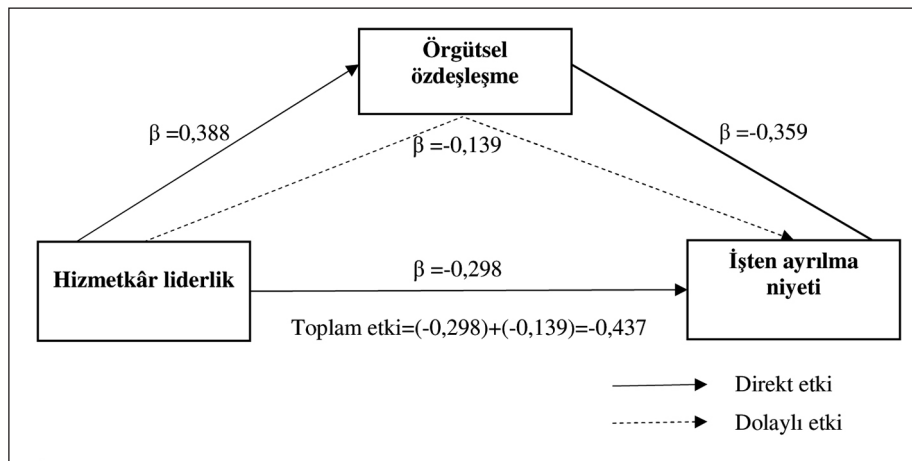 Örgütsel
özdeşleşme
β =0,388
β =-0,139
β =-0,359
Hizmetkâr liderlik
β =-0,298
İşten ayrılma
niyeti
Toplam etki=(-0,298)+(-0,139)=-0,437
Direkt etki
Dolaylı etki